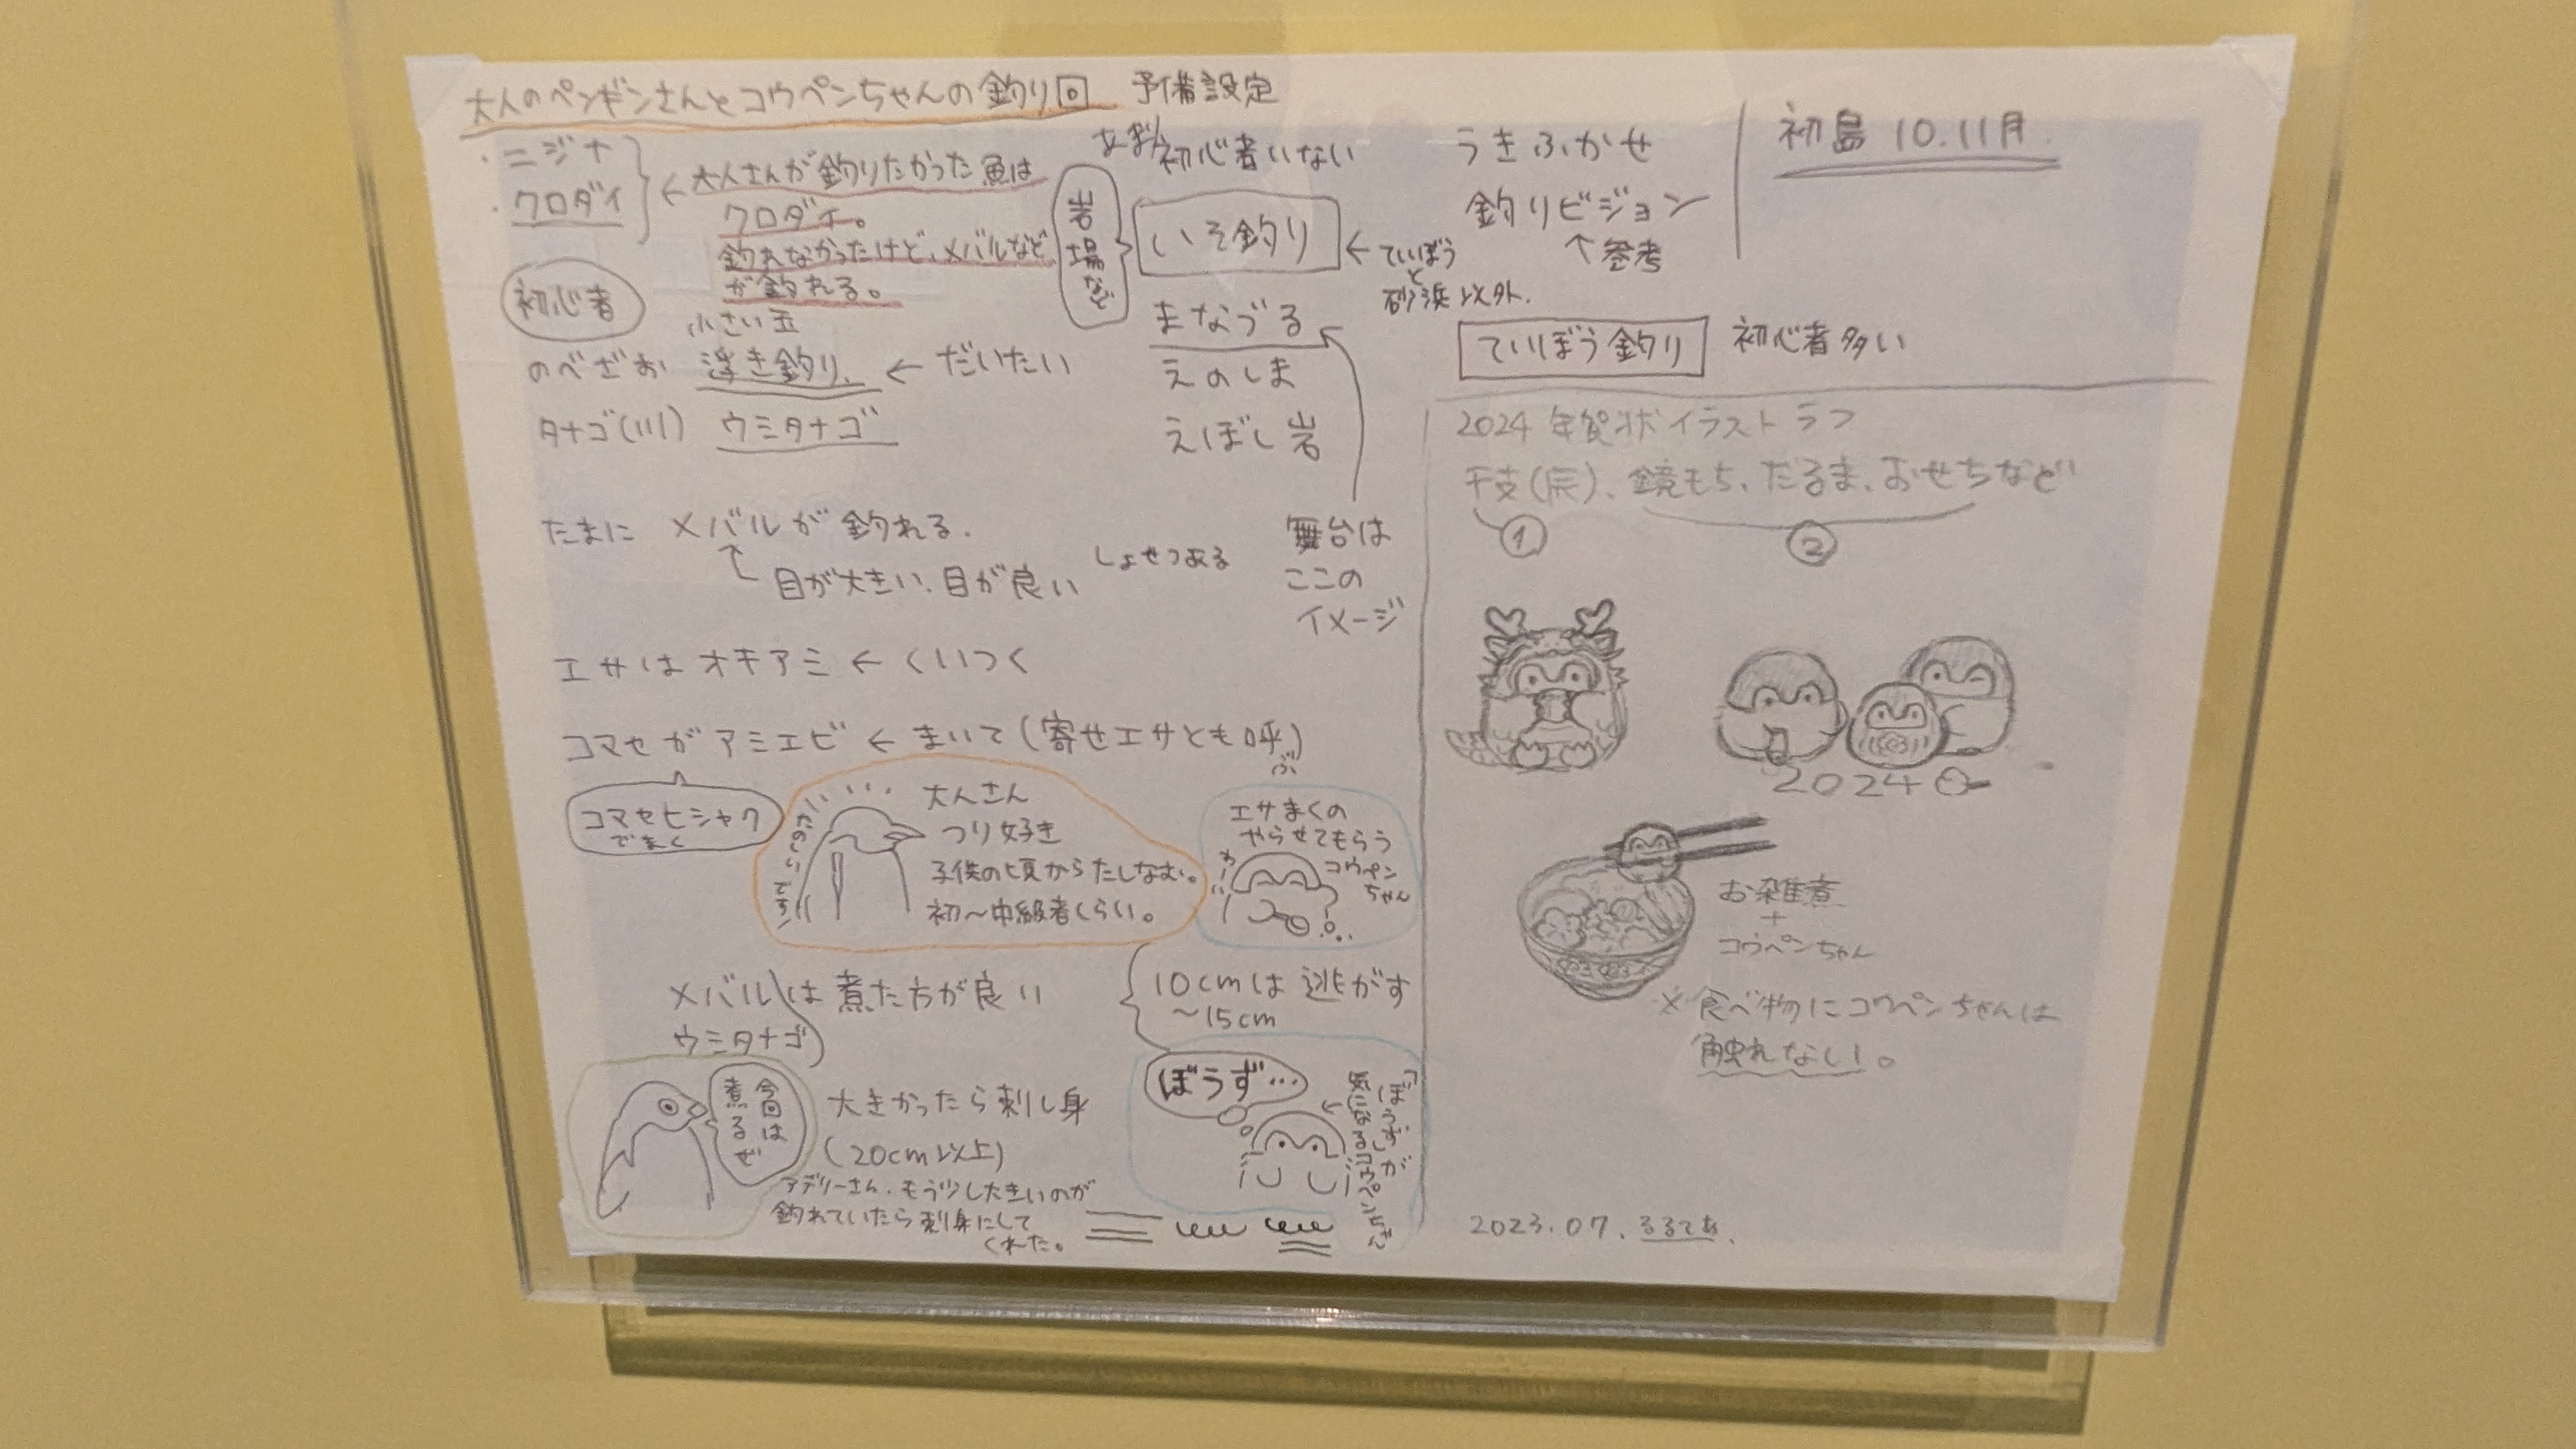 大人のペンギンさんとコウペンちゃんの釣り回 予備設定
・ニジナ
・クロダイ
← 大人さんが釣りたかった魚は
クロダイ。
釣れなかったけど、メバルなど
が釣れる。
初心者
小さい玉
のべざお 浮き釣り ← だいたい
タナゴ(川) ウミタナゴ
たまに メバルが釣れる.
目が大きい.目が良い しょせつある
エサは オキアミ ← くいつく
コマセがアミエビ ← まいて(寄せエサとも呼ぶ)
コマセヒシャク
でまく
たのしいです!
大人さん
つり好き
子供の頃からたしなむ。
初〜中級者くらい。
エサまくの
やらせてもらう
コウペン
ちゃん
わーい
メバルは煮た方が良い
ウミタナゴ
10cmは逃がす
〜15cm
今回は
煮るぜ
大きかったら刺し身
(20cm以上)
アデリーさん、もう少し大きいのが
釣れていたら刺身にして
くれた。
ぼうず…
「ぼうず」が
気になるコウペンちゃん
初心者いない
岩場など
いそ釣り ← ていぼう
と
砂浜以外.
まなづる
えのしま
えぼし岩
舞台は
ここの
イメージ
うきふかせ
釣りビジョン
↑参考
ていぼう釣り 初心者多い
初島 10.11月.
2024 年賀状イラストラフ
干支(辰)、鏡もち、だるま、おせちなど
① ②
2024
お雑煮
+
コウペンちゃん
※食べ物にコウペンちゃんは
触れない。
2023.07.るるてあ.